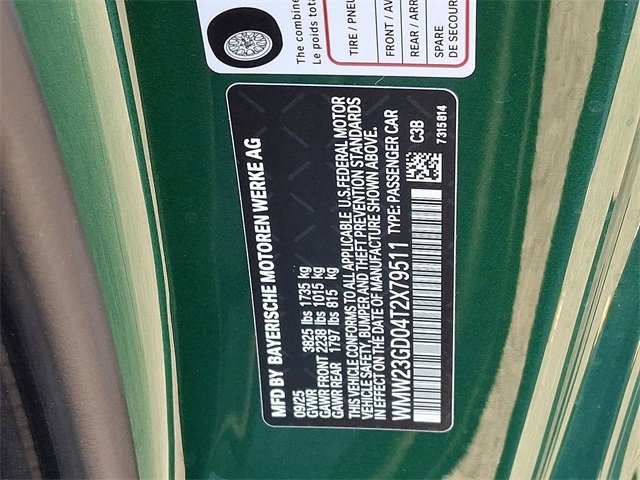 The combine
Le poids tota
TIRE / PNEU
FRONT / AV
REAR / ARR
SPARE
DE SECOUR
MFD BY BAYERISCHE MOTOREN WERKE AG
09/25
GVWR 3825 lbs 1735 kg
GAWR FRONT 2238 lbs 1015 kg
GAWR REAR 1797 lbs 815 kg
THIS VEHICLE CONFORMS TO ALL APPLICABLE U.S.FEDERAL MOTOR
VEHICLE SAFETY, BUMPER AND THEFT PREVENTION STANDARDS
IN EFFECT ON THE DATE OF MANUFACTURE SHOWN ABOVE.
WMW23GD04T2X79511 TYPE: PASSENGER CAR
C3B
7315814